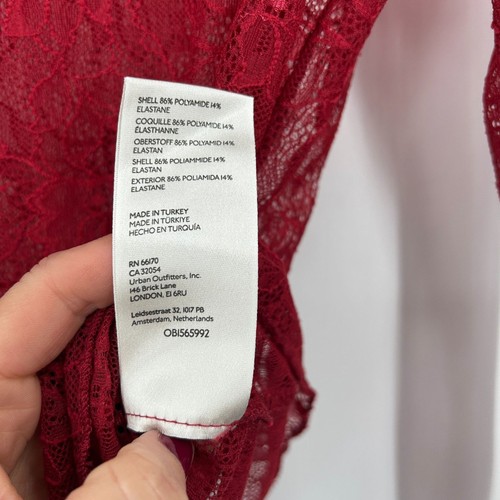 SHELL 86% POLYAMIDE 14%
ELASTANE
COQUILLE 86% POLYAMIDE 14%
ÉLASTHANNE
OBERSTOFF 86% POLYAMID 14%
ELASTAN
SHELL 86% POLIAMMIDE 14%
ELASTAN
EXTERIOR 86% POLIAMIDA 14%
ELASTANE
MADE IN TURKEY
MADE IN TÜRKIYE
HECHO EN TURQUÍA
RN 66170
CA 32054
Urban Outfitters, Inc.
146 Brick Lane
LONDON, E1 6RU
Leidsestraat 32, 1017 PB
Amsterdam, Netherlands
OB1565992